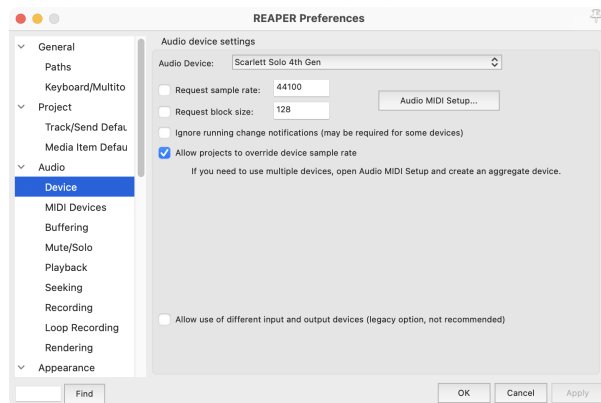 REAPER Preferences
General
Paths
Keyboard/Multito
Project
Track/Send Defau
Media Item Defau
Audio
Device
MIDI Devices
Buffering
Mute/Solo
Playback
Seeking
Recording
Loop Recording
Rendering
Appearance
Find
Audio device settings
Audio Device: Scarlett Solo 4th Gen
Request sample rate: 44100
Request block size: 128
Audio MIDI Setup...
Ignore running change notifications (may be required for some devices)
Allow projects to override device sample rate
If you need to use multiple devices, open Audio MIDI Setup and create an aggregate device.
Allow use of different input and output devices (legacy option, not recommended)
OK Cancel Apply